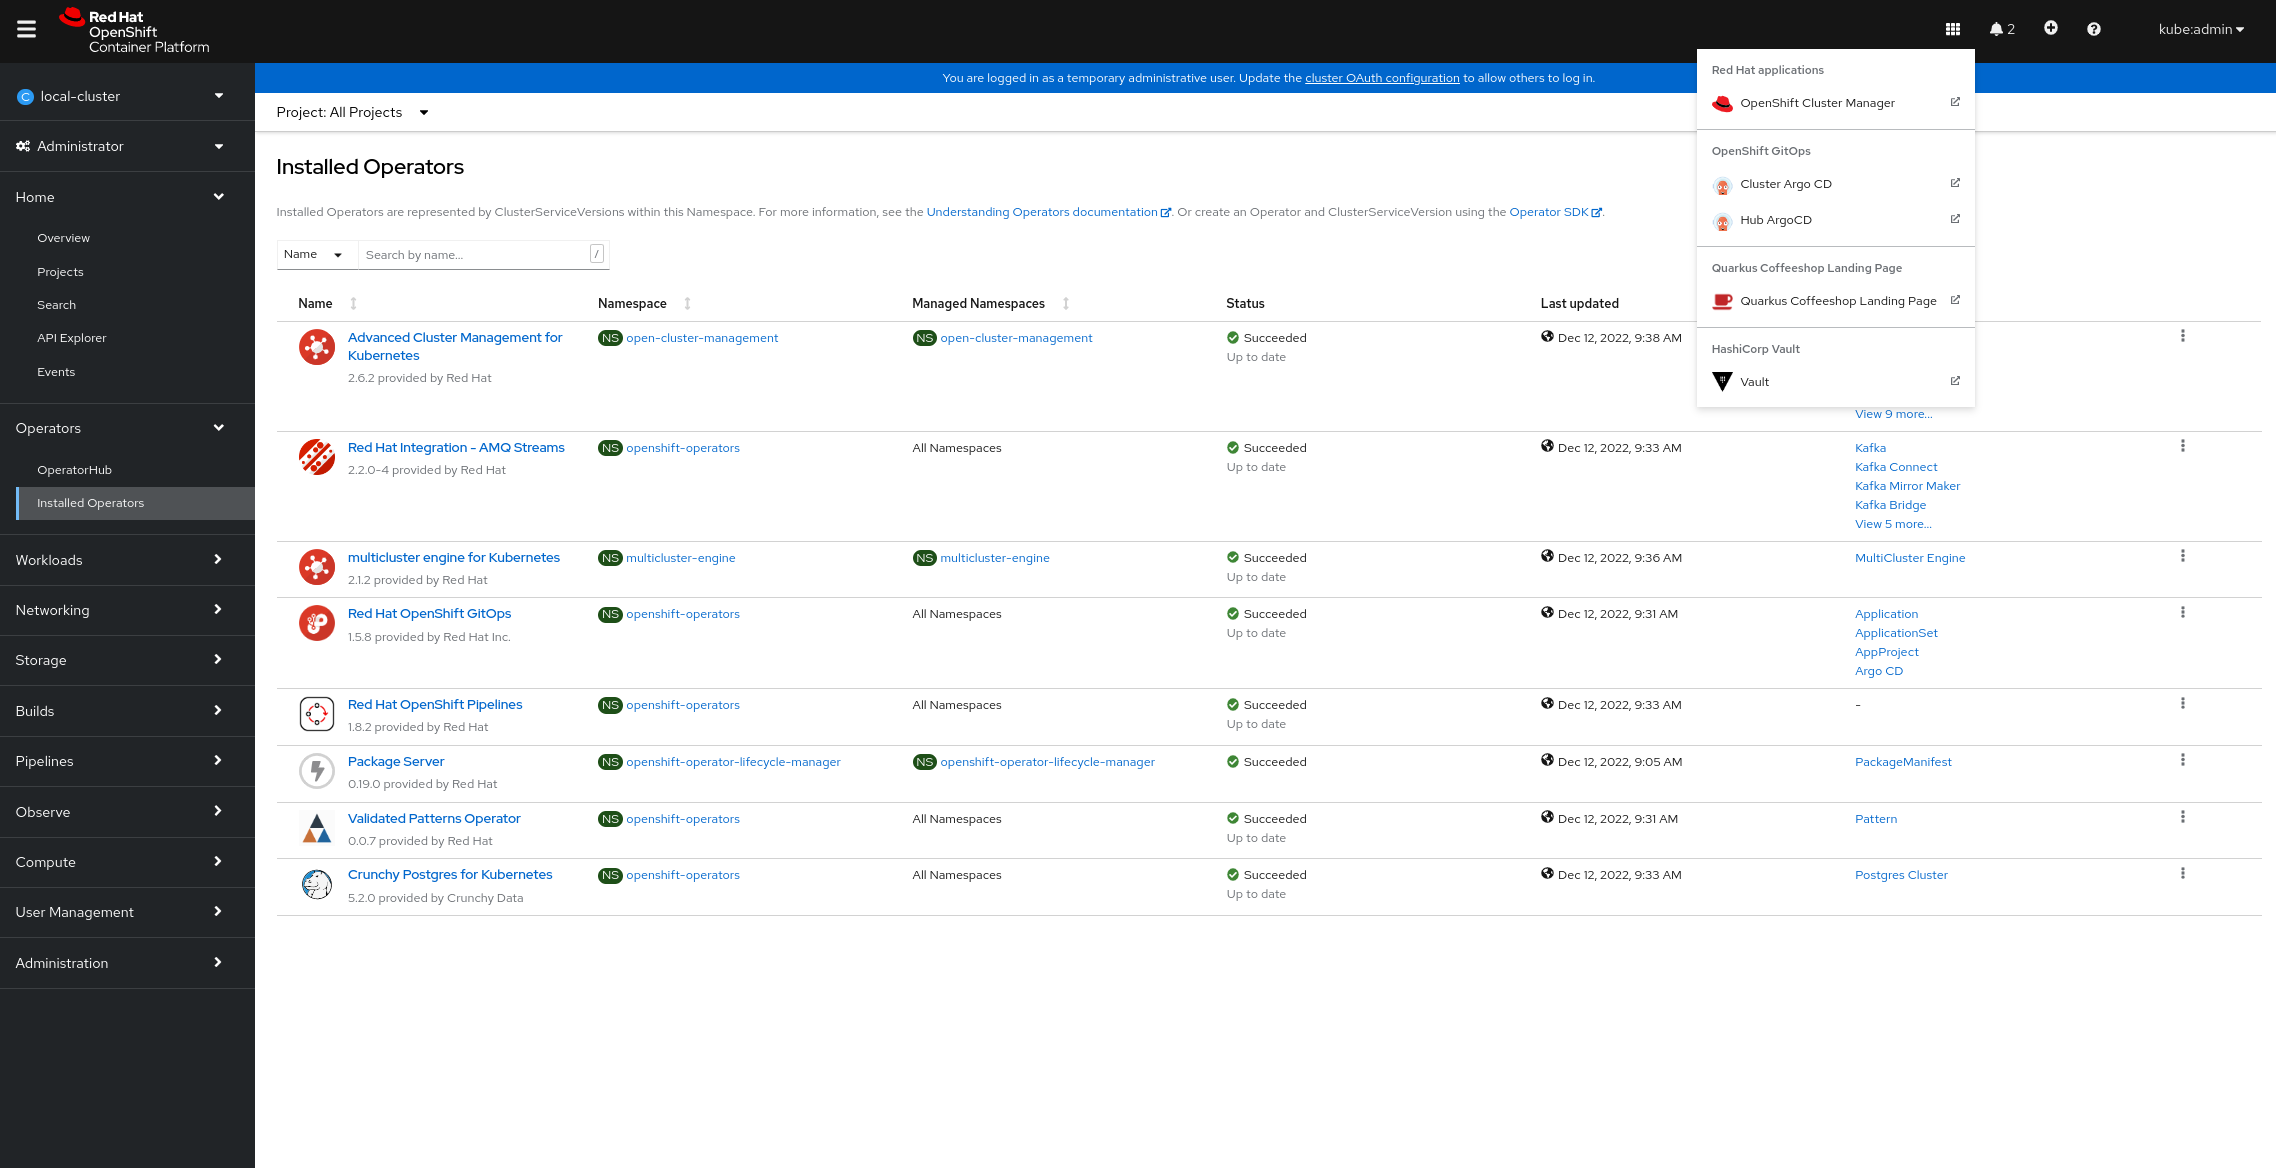 Red Hat
OpenShift
Container Platform
2
kube:admin
local-cluster
Administrator
Home
Overview
Projects
Search
API Explorer
Events
Operators
OperatorHub
Installed Operators
Workloads
Networking
Storage
Builds
Pipelines
Observe
Compute
User Management
Administration
You are logged in as a temporary administrative user. Update the cluster OAuth configuration to allow others to log in.
Project: All Projects
Installed Operators
Installed Operators are represented by ClusterServiceVersions within this Namespace. For more information, see the Understanding Operators documentation. Or create an Operator and ClusterServiceVersion using the Operator SDK.
Name
Search by name...
/
Red Hat applications
OpenShift Cluster Manager
OpenShift GitOps
Cluster Argo CD
Hub ArgoCD
Quarkus Coffeeshop Landing Page
Quarkus Coffeeshop Landing Page
HashiCorp Vault
Vault
Name Namespace Managed Namespaces Status Last updated
Advanced Cluster Management for
Kubernetes
2.6.2 provided by Red Hat
NS open-cluster-management
NS open-cluster-management
Succeeded
Up to date
Dec 12, 2022, 9:38 AM
View 9 more...
Red Hat Integration - AMQ Streams
2.2.0-4 provided by Red Hat
NS openshift-operators
All Namespaces
Succeeded
Up to date
Dec 12, 2022, 9:33 AM
Kafka
Kafka Connect
Kafka Mirror Maker
Kafka Bridge
View 5 more...
multicluster engine for Kubernetes
2.1.2 provided by Red Hat
NS multicluster-engine
NS multicluster-engine
Succeeded
Up to date
Dec 12, 2022, 9:36 AM
MultiCluster Engine
Red Hat OpenShift GitOps
1.5.8 provided by Red Hat Inc.
NS openshift-operators
All Namespaces
Succeeded
Up to date
Dec 12, 2022, 9:31 AM
Application
ApplicationSet
AppProject
Argo CD
Red Hat OpenShift Pipelines
1.8.2 provided by Red Hat
NS openshift-operators
All Namespaces
Succeeded
Up to date
Dec 12, 2022, 9:33 AM
-
Package Server
0.19.0 provided by Red Hat
NS openshift-operator-lifecycle-manager
NS openshift-operator-lifecycle-manager
Succeeded
Dec 12, 2022, 9:05 AM
PackageManifest
Validated Patterns Operator
0.0.7 provided by Red Hat
NS openshift-operators
All Namespaces
Succeeded
Up to date
Dec 12, 2022, 9:31 AM
Pattern
Crunchy Postgres for Kubernetes
5.2.0 provided by Crunchy Data
NS openshift-operators
All Namespaces
Succeeded
Up to date
Dec 12, 2022, 9:33 AM
Postgres Cluster